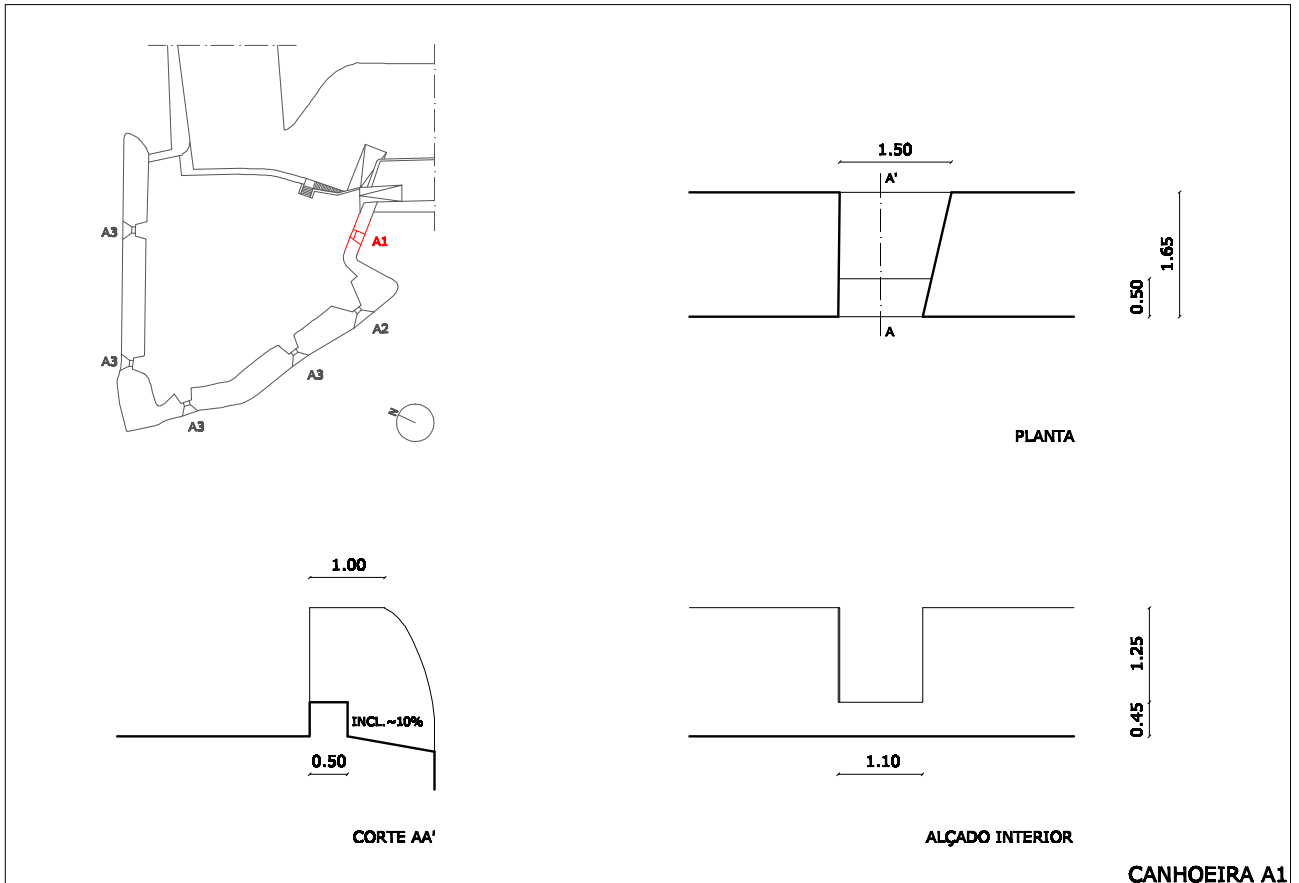 A3
A1
A2
A3
A3
A3
N
1.50
A'
1.65
0.50
A
PLANTA
1.00
INCL.~10%
0.50
CORTE AA'
1.25
0.45
1.10
ALÇADO INTERIOR
CANHOEIRA A1